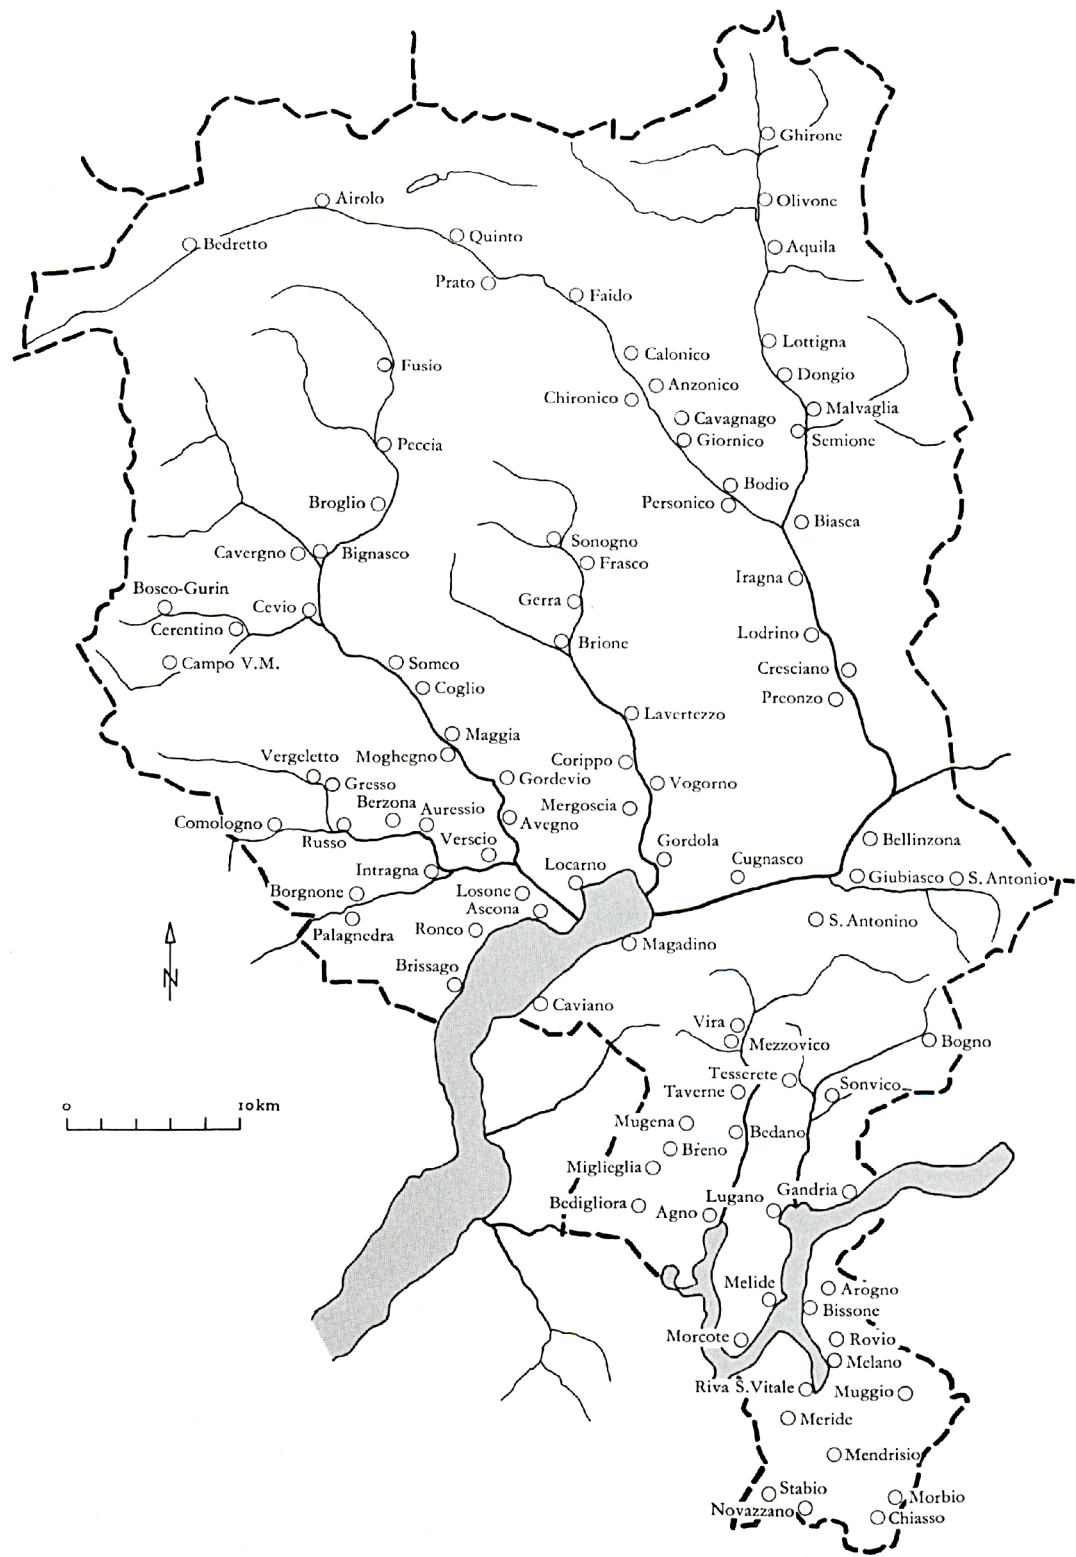 Ghirone
Airolo
Olivone
Bedretto
Quinto
Aquila
Prato
Faido
Lottigna
Calonico
Fusio
Dongio
Anzonico
Chironico
Malvaglia
Cavagnago
Giornico
Semione
Peccia
Bodio
Broglio
Personico
Biasca
Sonogno
Cavergno
Bignasco
Frasco
Iragna
Bosco-Gurin
Gerra
Cevio
Cerentino
Lodrino
Brione
Campo V.M.
Someo
Cresciano
Coglio
Preonzo
Lavertezzo
Maggia
Moghegno
Vergeletto
Corippo
Gordevio
Gresso
Vogorno
Berzona
Auressio
Mergoscia
Comologno
Avegno
Russo
Verscio
Gordola
Bellinzona
Cugnasco
Locarno
Intragna
Giubiasco
S. Antonio
Borgnone
Losone
Ascona
S. Antonino
Palagnedra
Ronco
Magadino
Brissago
N
Caviano
Vira
Mezzovico
Bogno
Tesserete
Sonvico
Taverne
o
10km
Mugena
Bedano
Breno
Miglieglia
Gandria
Bedigliora
Lugano
Agno
Melide
Arogno
Bissone
Morcote
Rovio
Melano
Riva S.Vitale
Muggio
Meride
Mendrisio
Stabio
Morbio
Novazzano
Chiasso